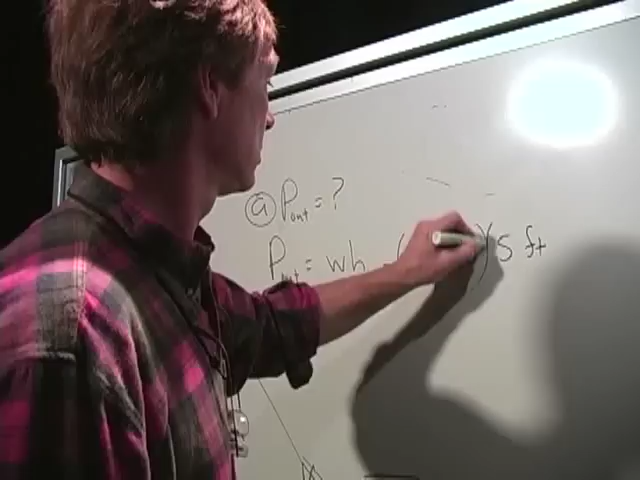 ⓐ Pout = ?
Pout = wh ( ) 5 ft